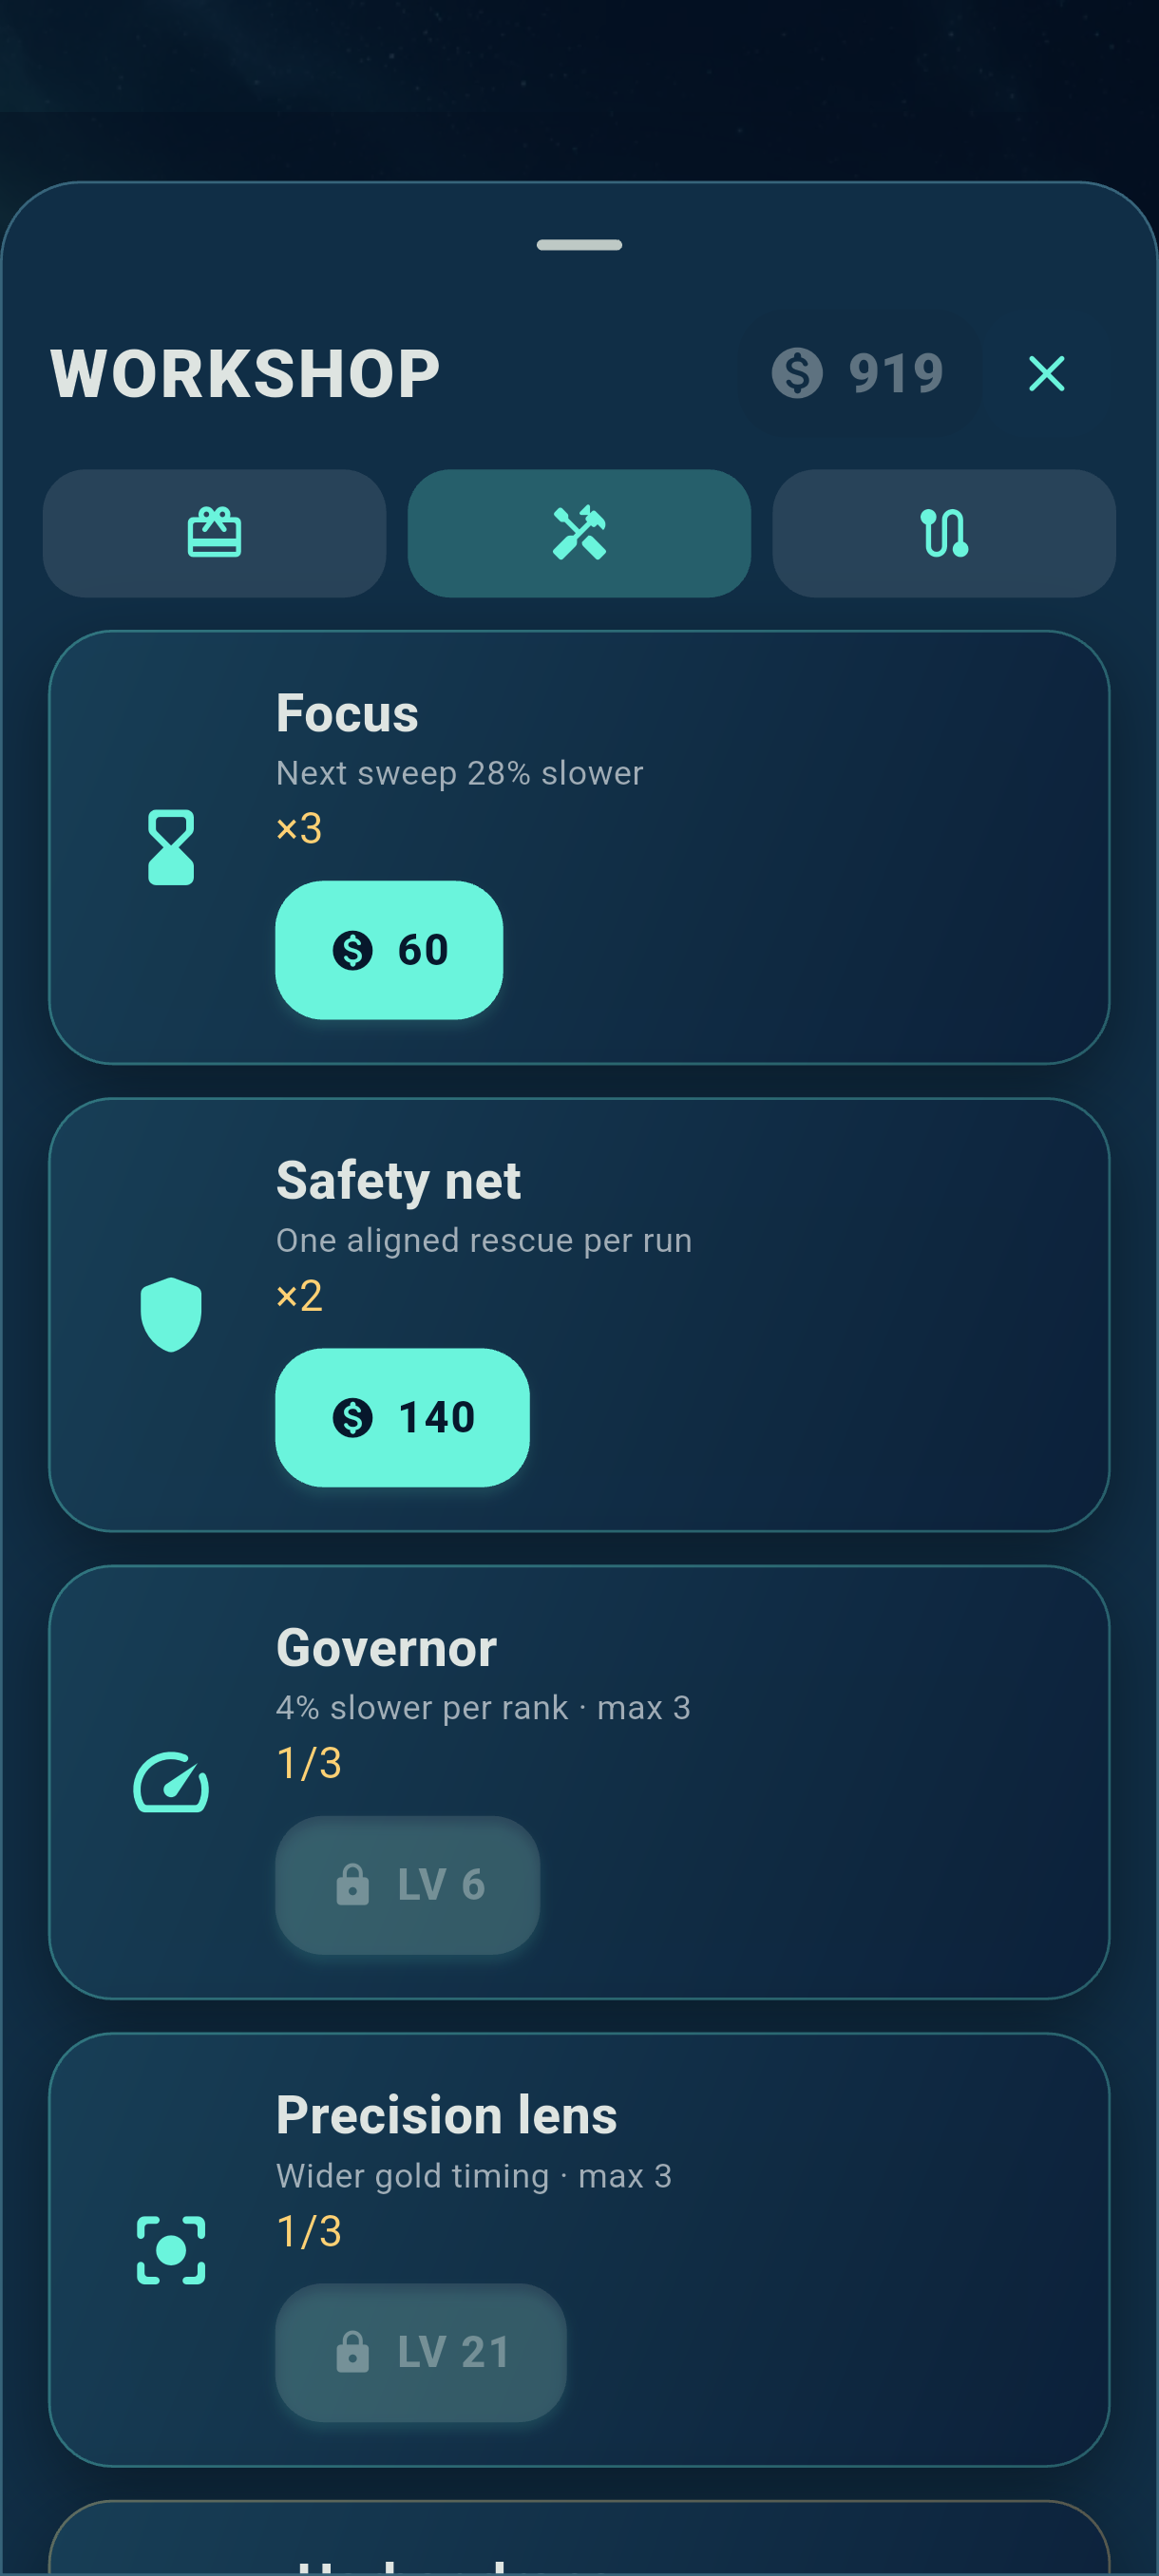 WORKSHOP
919
Focus
Next sweep 28% slower
×3
60
Safety net
One aligned rescue per run
×2
140
Governor
4% slower per rank · max 3
1/3
LV 6
Precision lens
Wider gold timing · max 3
1/3
LV 21